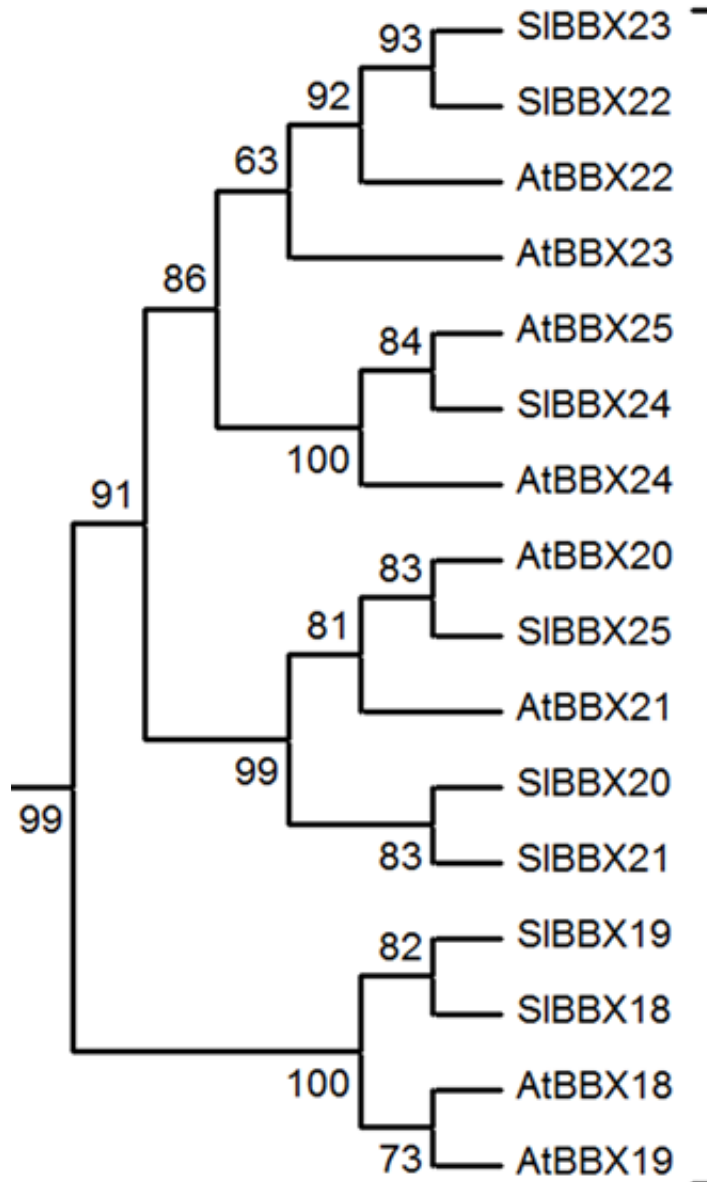 93
SlBBX23
92
SlBBX22
63
AtBBX22
86
AtBBX23
84
AtBBX25
SlBBX24
100
AtBBX24
91
83
AtBBX20
81
SlBBX25
AtBBX21
99
SlBBX20
99
83
SlBBX21
82
SlBBX19
SlBBX18
100
AtBBX18
73
AtBBX19